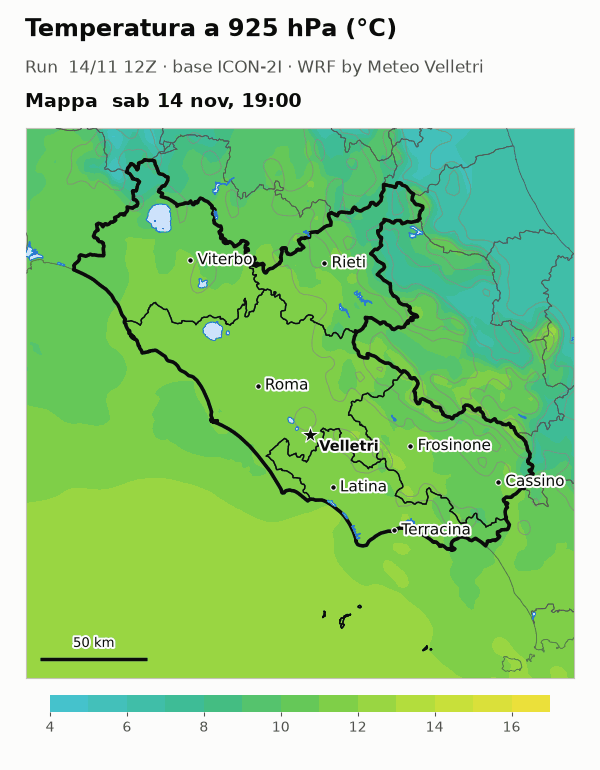 Temperatura a 925 hPa (°C)
Run  14/11 12Z · base ICON-2I · WRF by Meteo Velletri
Mappa  sab 14 nov, 19:00
Viterbo
Rieti
Roma
Velletri
Frosinone
Cassino
Latina
Terracina
50 km
4 6 8 10 12 14 16